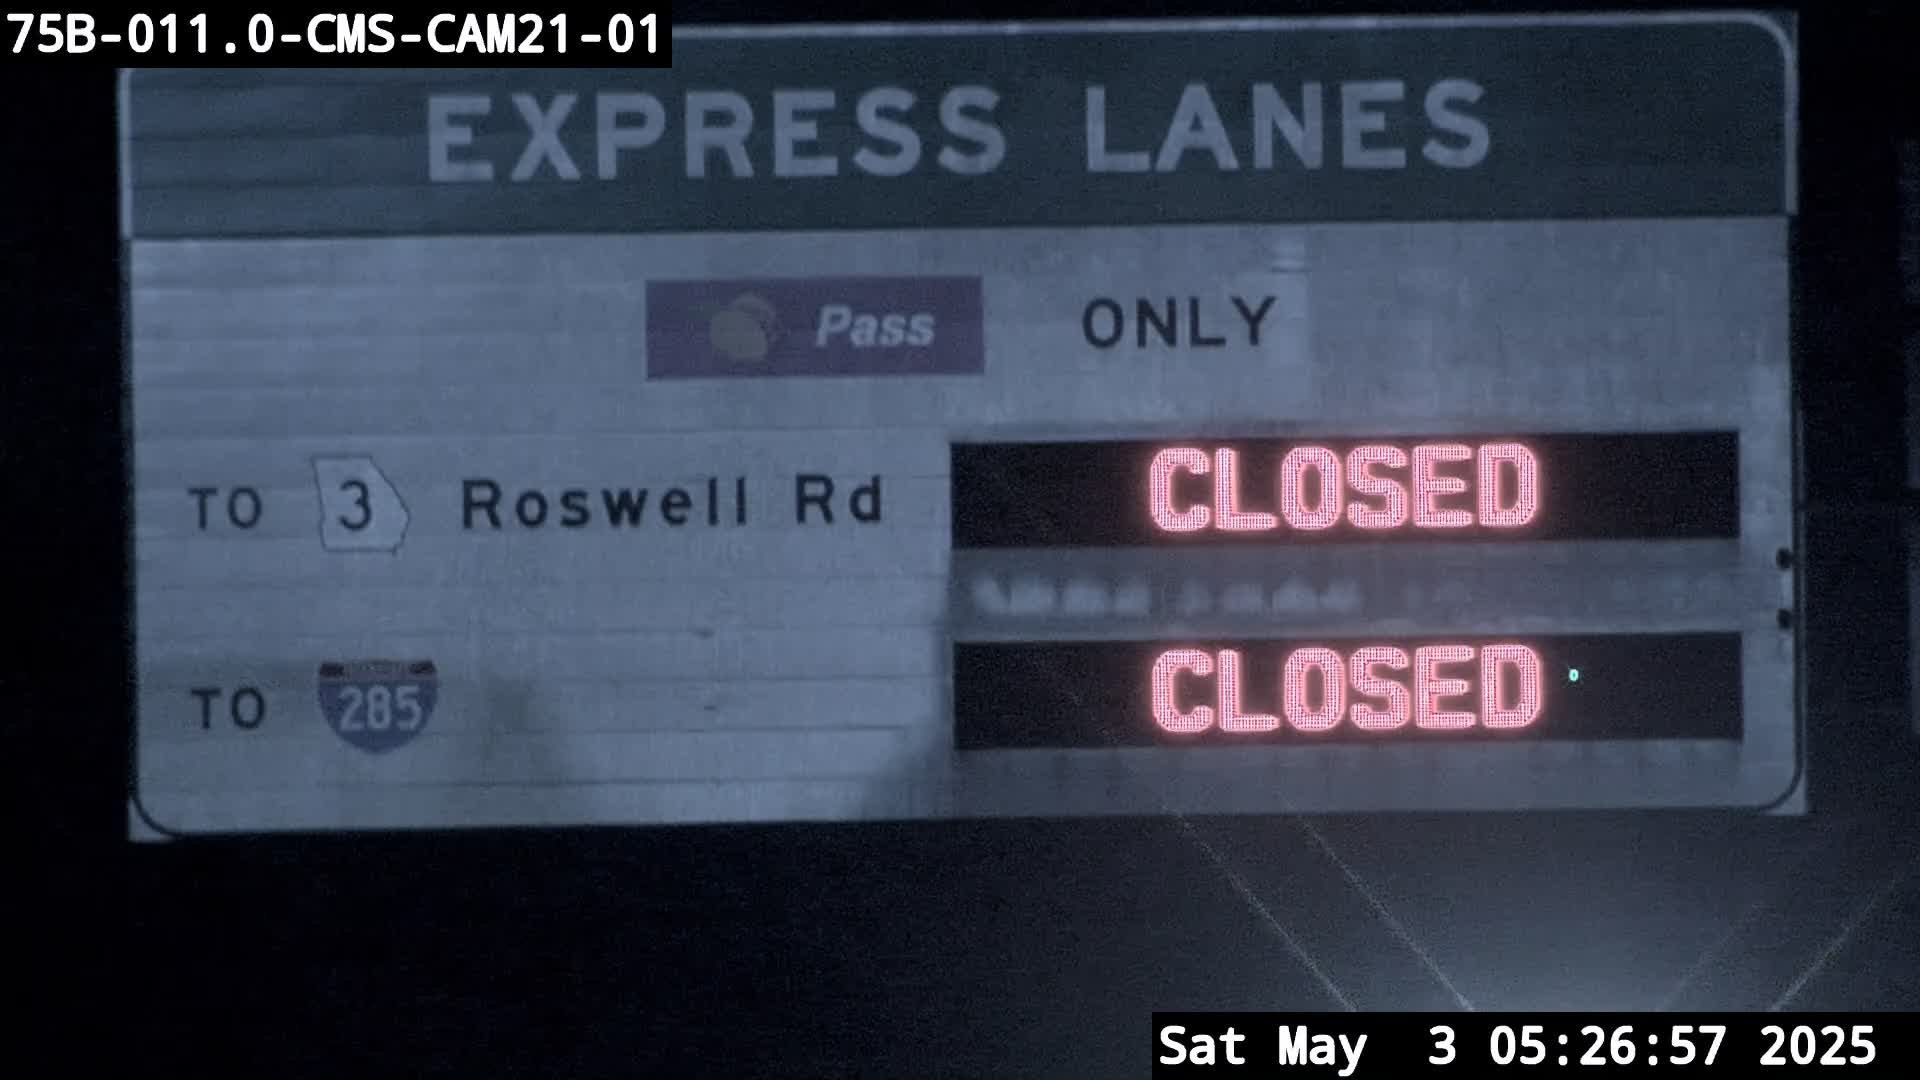 75B-011.0-CMS-CAM21-01
EXPRESS LANES
Pass ONLY
TO 3 Roswell Rd CLOSED
TO 285 CLOSED
Sat May 3 05:26:57 2025